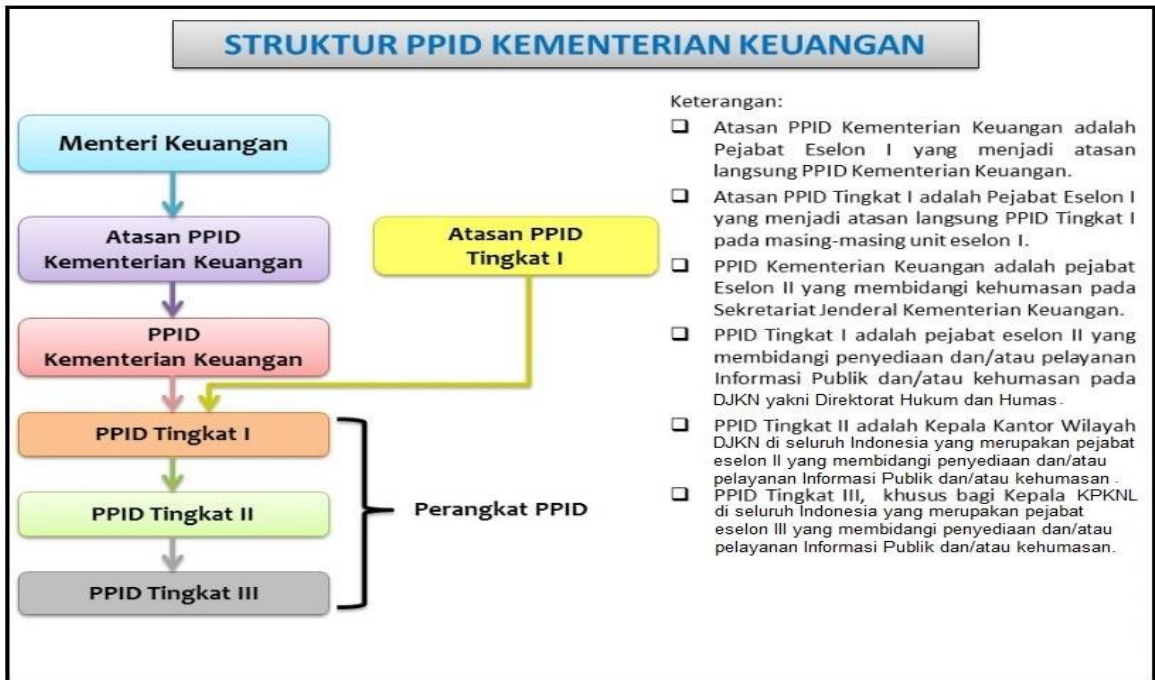 STRUKTUR PPID KEMENTERIAN KEUANGAN
Menteri Keuangan
Atasan PPID
Kementerian Keuangan
PPID
Kementerian Keuangan
PPID Tingkat I
PPID Tingkat II
PPID Tingkat III
Atasan PPID
Tingkat I
Perangkat PPID
Keterangan:
Atasan PPID Kementerian Keuangan adalah
Pejabat Eselon I yang menjadi atasan
langsung PPID Kementerian Keuangan.
Atasan PPID Tingkat I adalah Pejabat Eselon I
yang menjadi atasan langsung PPID Tingkat I
pada masing-masing unit eselon I.
PPID Kementerian Keuangan adalah pejabat
Eselon II yang membidangi kehumasan pada
Sekretariat Jenderal Kementerian Keuangan.
PPID Tingkat I adalah pejabat eselon II yang
membidangi penyediaan dan/atau pelayanan
Informasi Publik dan/atau kehumasan pada
DJKN yakni Direktorat Hukum dan Humas.
PPID Tingkat II adalah Kepala Kantor Wilayah
DJKN di seluruh Indonesia yang merupakan pejabat
eselon II yang membidangi penyediaan dan/atau
pelayanan Informasi Publik dan/atau kehumasan .
PPID Tingkat III, khusus bagi Kepala KPKNL
di seluruh Indonesia yang merupakan pejabat
eselon III yang membidangi penyediaan dan/atau
pelayanan Informasi Publik dan/atau kehumasan.